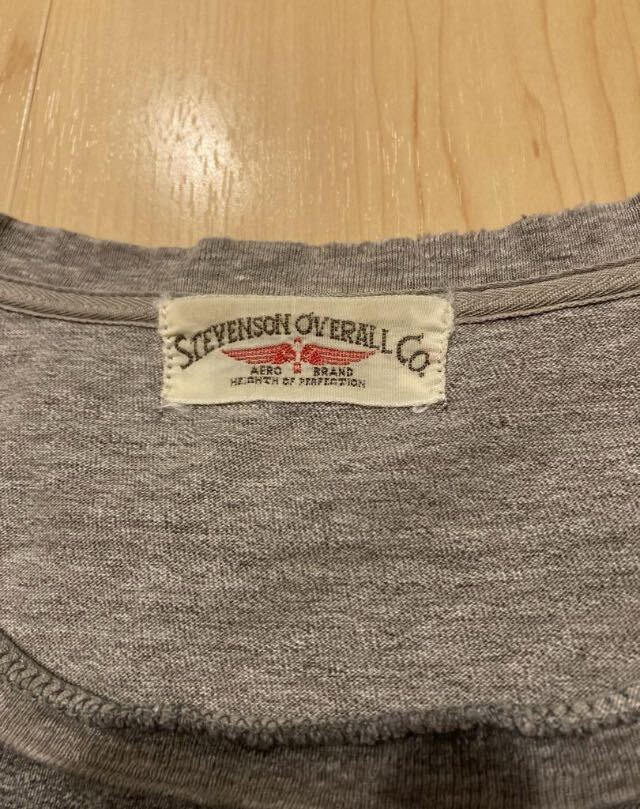 STEVENSON OVERALL CO.
AERO BRAND
HEIGHTH OF PERFECTION